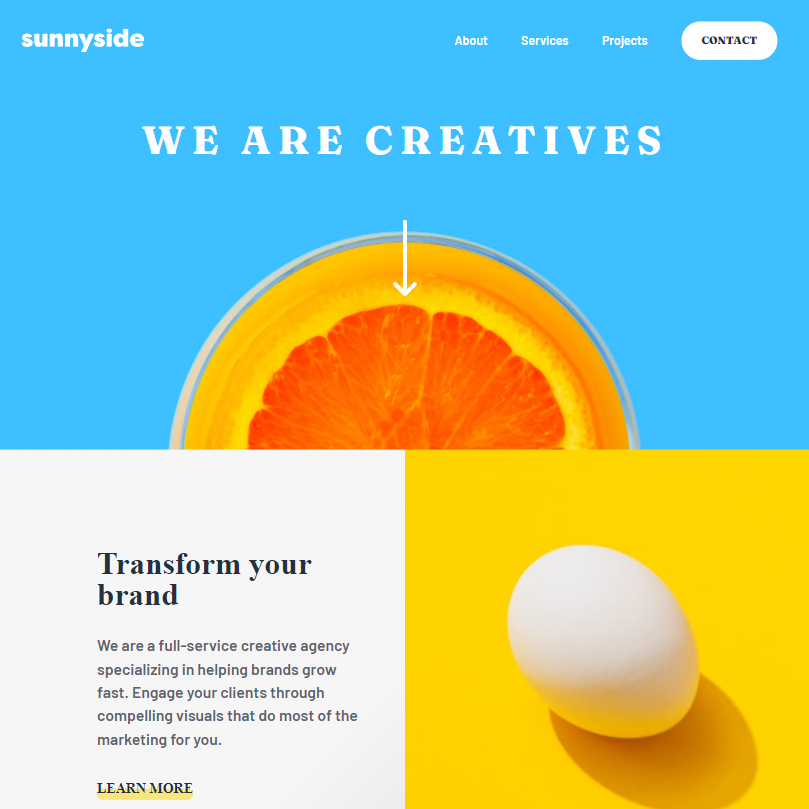 sunnyside
About Services Projects CONTACT
WE ARE CREATIVES
Transform your
brand
We are a full-service creative agency
specializing in helping brands grow
fast. Engage your clients through
compelling visuals that do most of the
marketing for you.
LEARN MORE